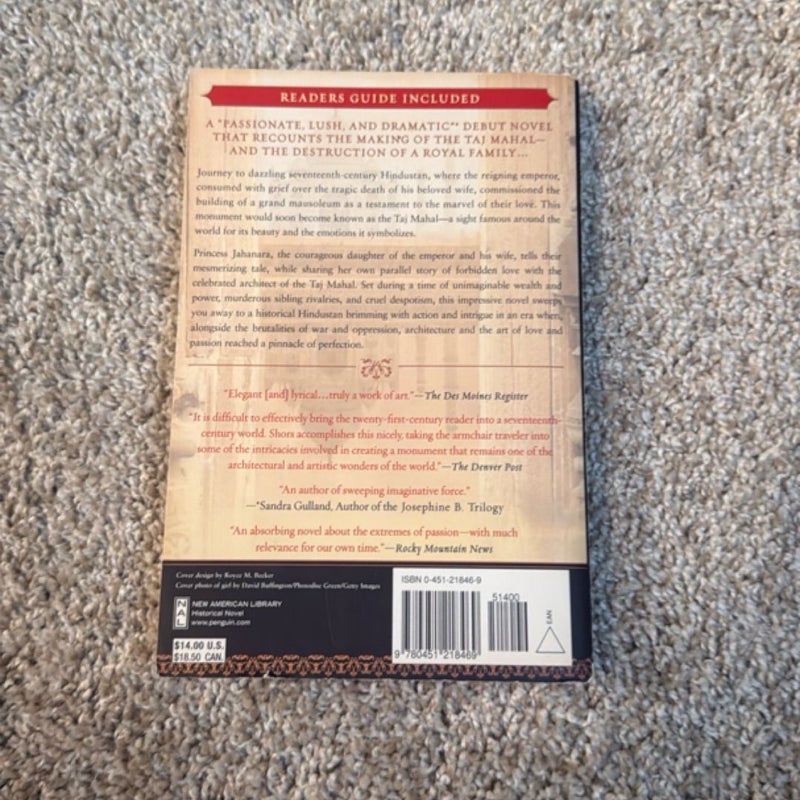 READERS GUIDE INCLUDED
A "PASSIONATE, LUSH, AND DRAMATIC"* DEBUT NOVEL
THAT RECOUNTS THE MAKING OF THE TAJ MAHAL—
AND THE DESTRUCTION OF A ROYAL FAMILY...
Journey to dazzling seventeenth-century Hindustan, where the reigning emperor,
consumed with grief over the tragic death of his beloved wife, commissioned the
building of a grand mausoleum as a testament to the marvel of their love. This
monument would soon become known as the Taj Mahal—a sight famous around the
world for its beauty and the emotions it symbolizes.
Princess Jahanara, the courageous daughter of the emperor and his wife, tells their
mesmerizing tale, while sharing her own parallel story of forbidden love with the
celebrated architect of the Taj Mahal. Set during a time of unimaginable wealth and
power, murderous sibling rivalries, and cruel despotism, this impressive novel sweeps
you away to a historical Hindustan brimming with action and intrigue in an era when,
alongside the brutalities of war and oppression, architecture and the art of love and
passion reached a pinnacle of perfection.
"Elegant [and] lyrical...truly a work of art."—The Des Moines Register
"It is difficult to effectively bring the twenty-first-century reader into a seventeenth-
century world. Shors accomplishes this nicely, taking the armchair traveler into
some of the intricacies involved in creating a monument that remains one of the
architectural and artistic wonders of the world."—The Denver Post
"An author of sweeping imaginative force."
—*Sandra Gulland, Author of the Josephine B. Trilogy
"An absorbing novel about the extremes of passion—with much
relevance for our own time."—Rocky Mountain News
Cover design by Royce M. Becker
Cover photo of girl by David Buffington/Photodisc Green/Getty Images
NAL
NEW AMERICAN LIBRARY
Historical Novel
www.penguin.com
$14.00 U.S.
$18.50 CAN.
ISBN 0-451-21846-9
51400
9 780451 218469
EAN